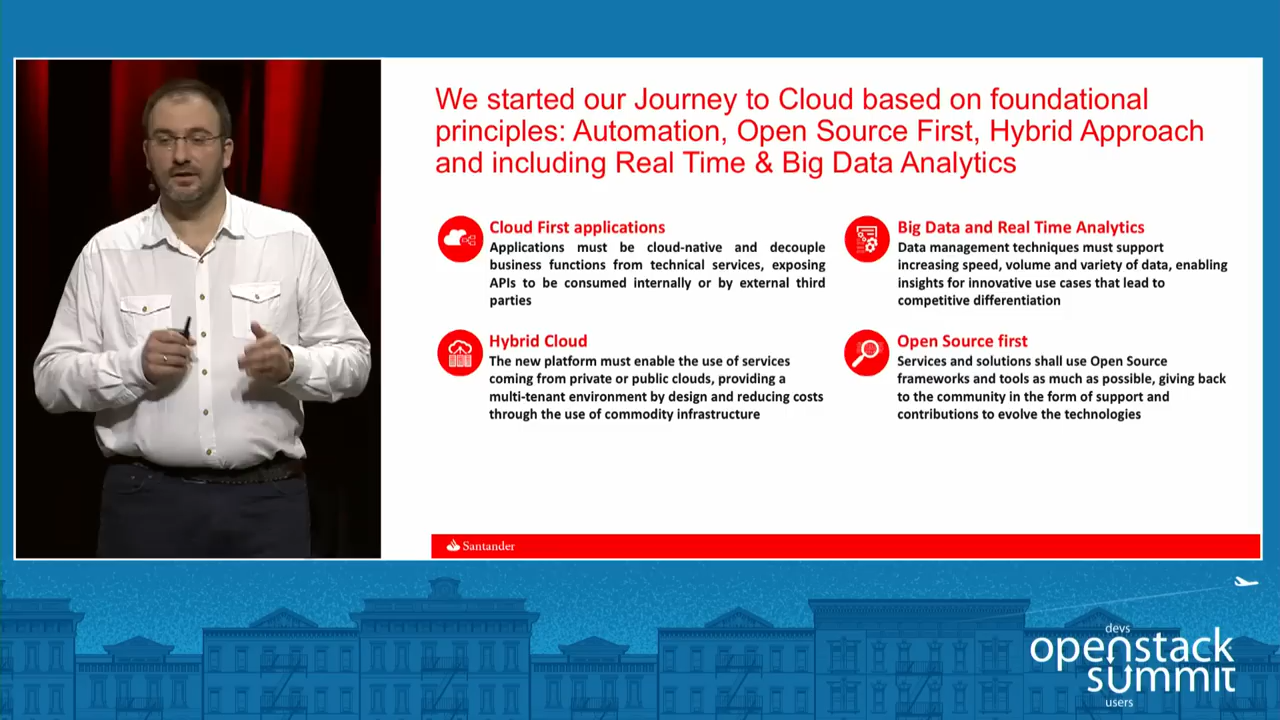 We started our Journey to Cloud based on foundational
principles: Automation, Open Source First, Hybrid Approach
and including Real Time & Big Data Analytics
Cloud First applications
Applications must be cloud-native and decouple
business functions from technical services, exposing
APIs to be consumed internally or by external third
parties
Big Data and Real Time Analytics
Data management techniques must support
increasing speed, volume and variety of data, enabling
insights for innovative use cases that lead to
competitive differentiation
Hybrid Cloud
The new platform must enable the use of services
coming from private or public clouds, providing a
multi-tenant environment by design and reducing costs
through the use of commodity infrastructure
Open Source first
Services and solutions shall use Open Source
frameworks and tools as much as possible, giving back
to the community in the form of support and
contributions to evolve the technologies
Santander
devs
openstack
summit
users